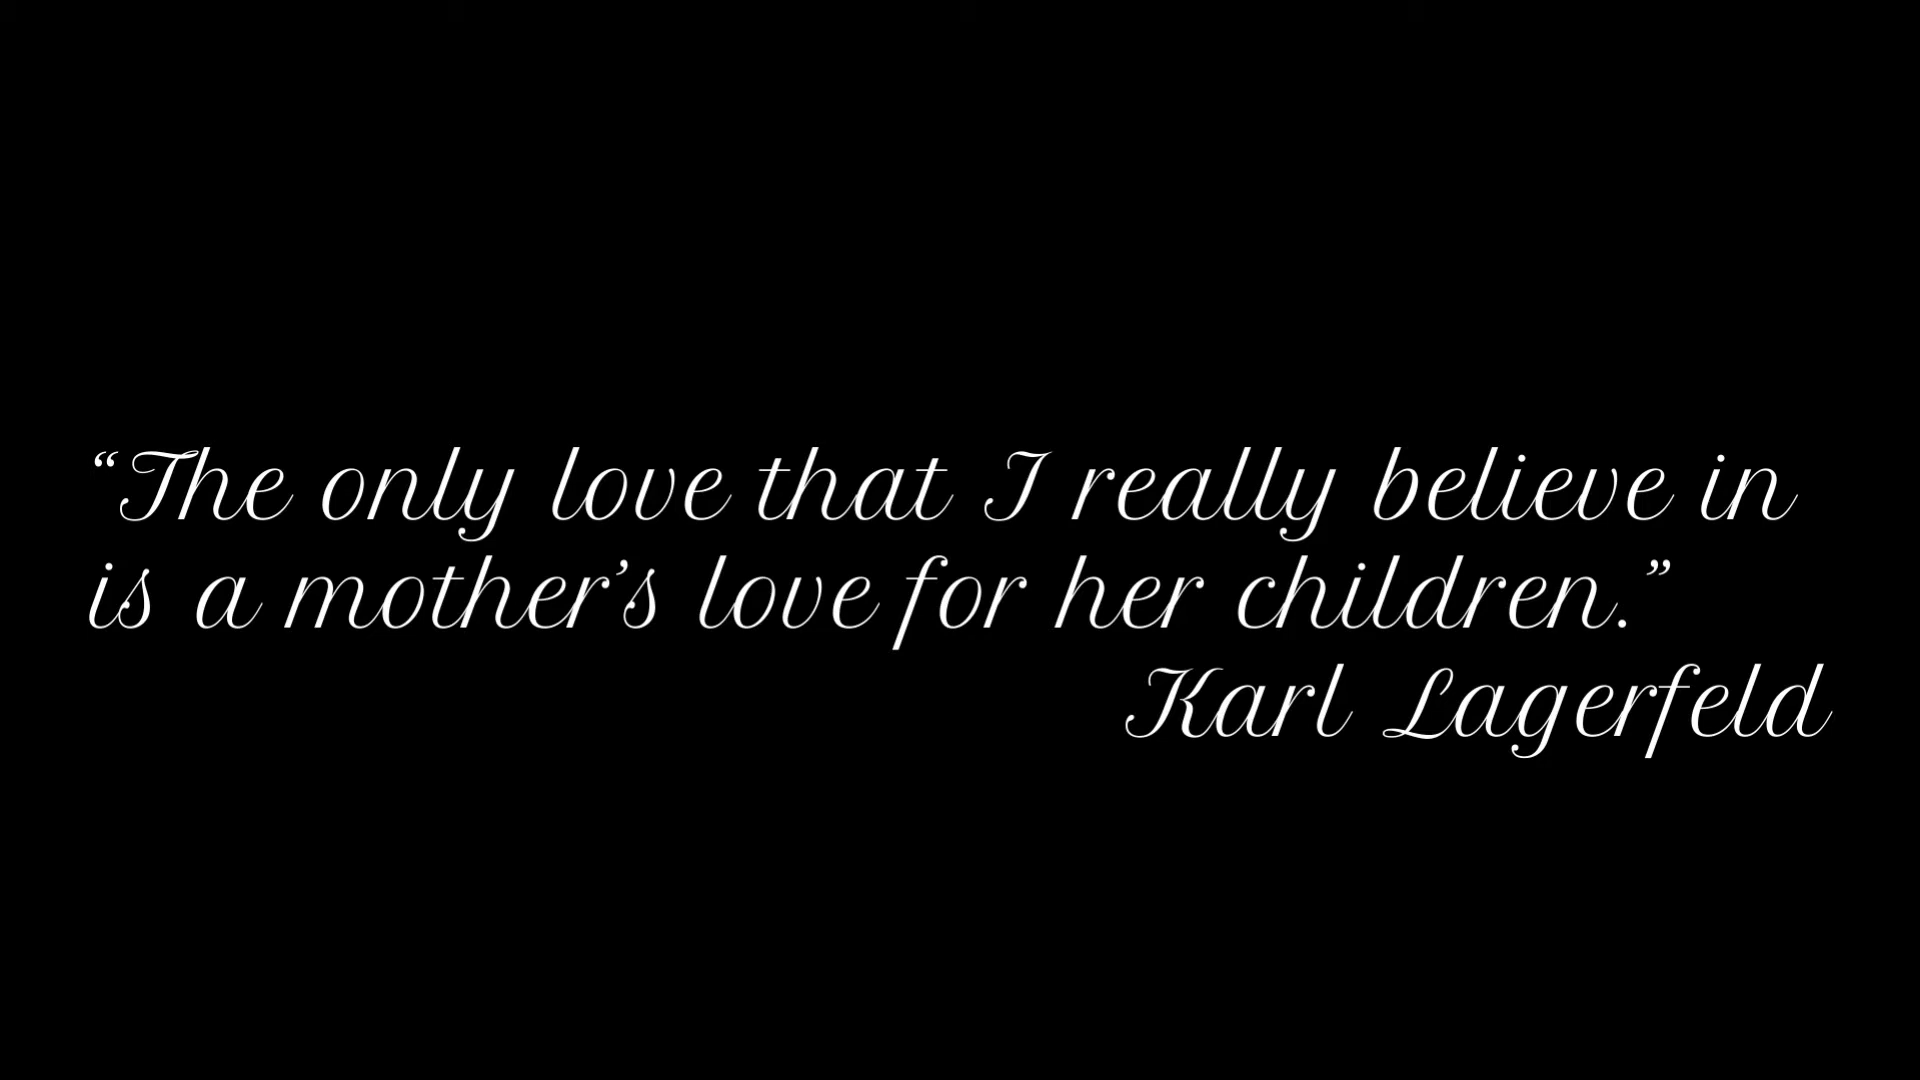 “The only love that I really believe in
is a mother’s love for her children.”
Karl Lagerfeld